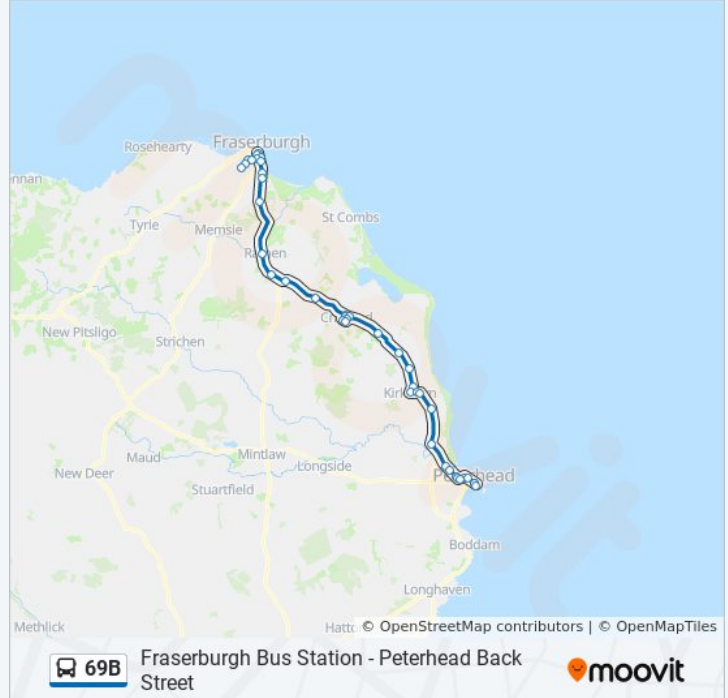 Fraserburgh
Rosehearty
nnan
St Combs
Tyrie
Memsie
New Pitsligo
Strichen
Maud
Mintlaw
Longside
New Deer
Stuartfield
Boddam
Longhaven
Methlick
© OpenStreetMap contributors | © OpenMapTiles
69B
Fraserburgh Bus Station - Peterhead Back
Street
moovit